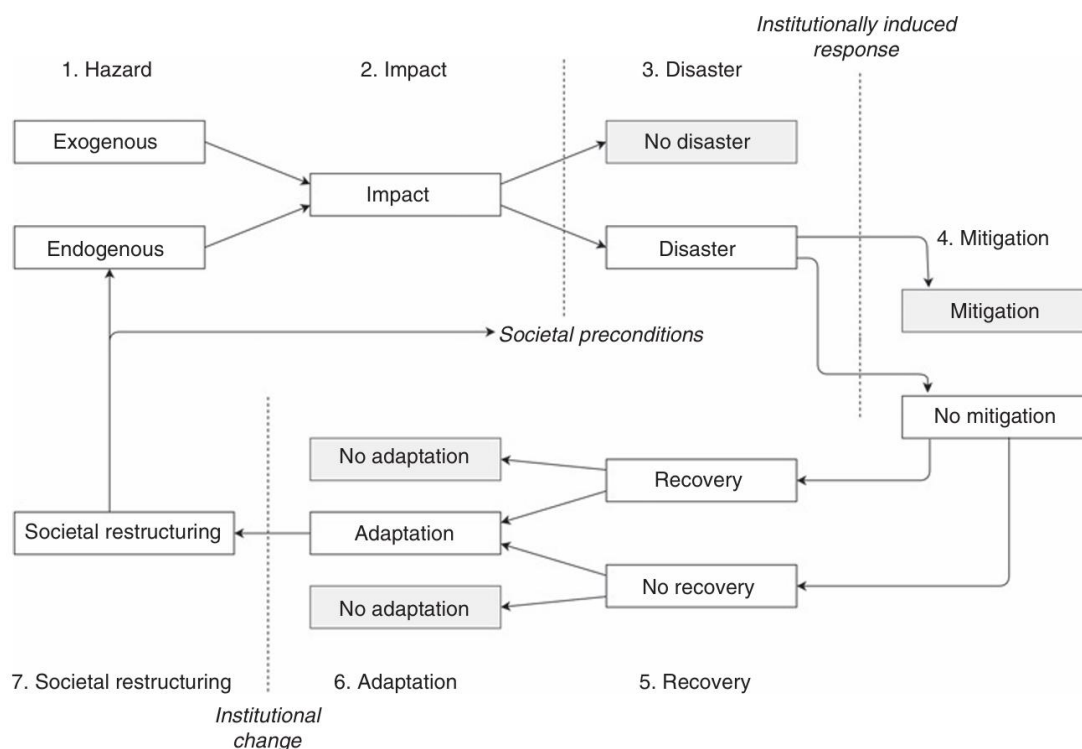 Institutionally induced
response
1. Hazard
2. Impact
3. Disaster
Exogenous
No disaster
Impact
Endogenous
Disaster
4. Mitigation
Mitigation
Societal preconditions
No mitigation
No adaptation
Recovery
Societal restructuring
Adaptation
No recovery
No adaptation
7. Societal restructuring
6. Adaptation
5. Recovery
Institutional
change